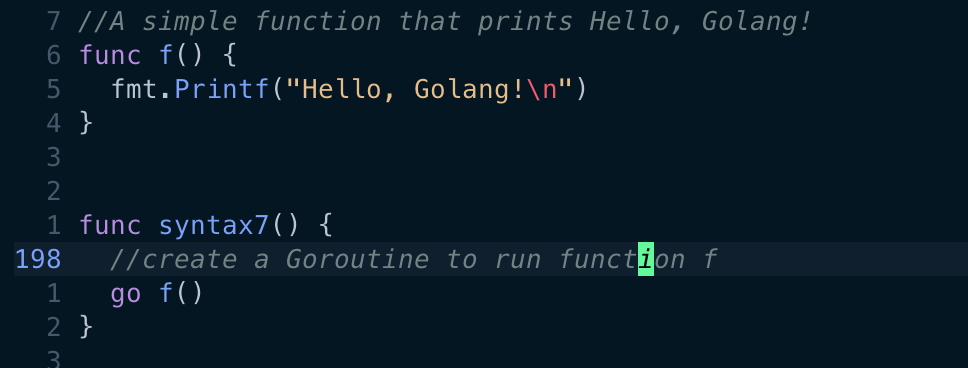 7 //A simple function that prints Hello, Golang!
6 func f() {
5   fmt.Printf("Hello, Golang!\n")
4 }
3
2
1 func syntax7() {
198   //create a Goroutine to run function f
1   go f()
2 }
3